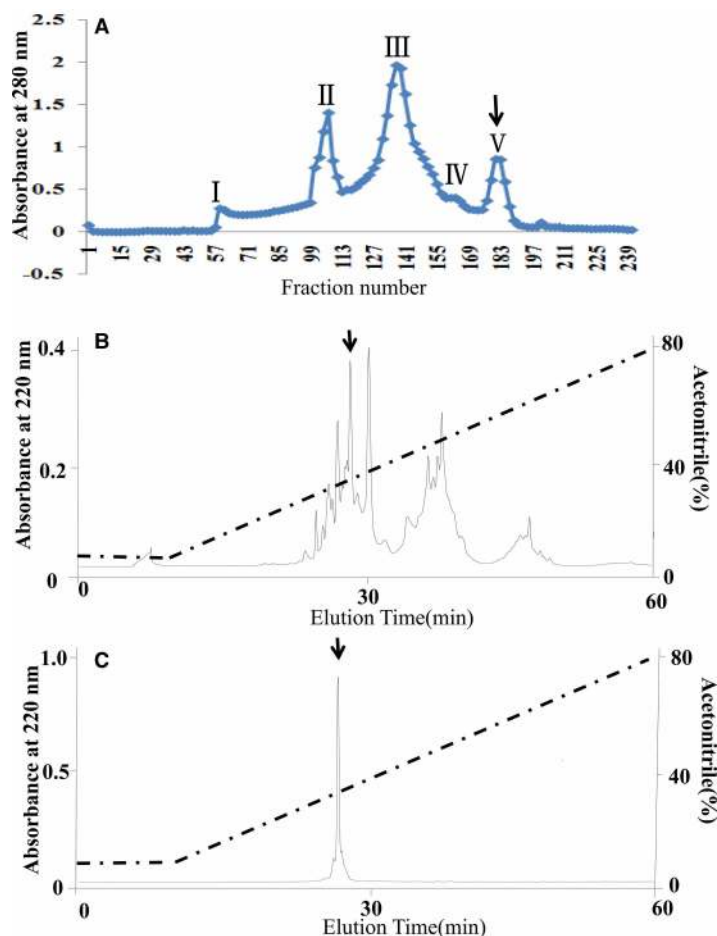 A
Absorbance at 280 nm
2.5
2
1.5
1
0.5
0
-0.5
I
II
III
IV
V
1 15 29 43 57 71 85 99 113 127 141 155 169 183 197 211 225 239
Fraction number
B
Absorbance at 220 nm
0.4
0.2
0
80
40
0
Acetonitrile(%)
0 30 60
Elution Time(min)
C
Absorbance at 220 nm
1.0
0.5
0
80
40
0
Acetonitrile(%)
0 30 60
Elution Time(min)